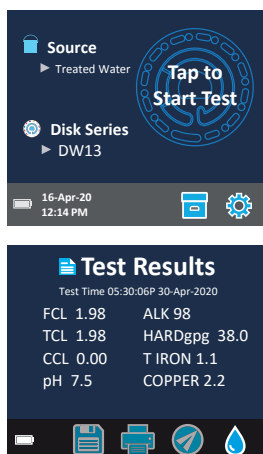 Source
▶ Treated Water
Tap to
Start Test
Disk Series
▶ DW13
16-Apr-20
12:14 PM
Test Results
Test Time 05:30:06P 30-Apr-2020
FCL 1.98 ALK 98
TCL 1.98 HARDgpg 38.0
CCL 0.00 T IRON 1.1
pH 7.5 COPPER 2.2